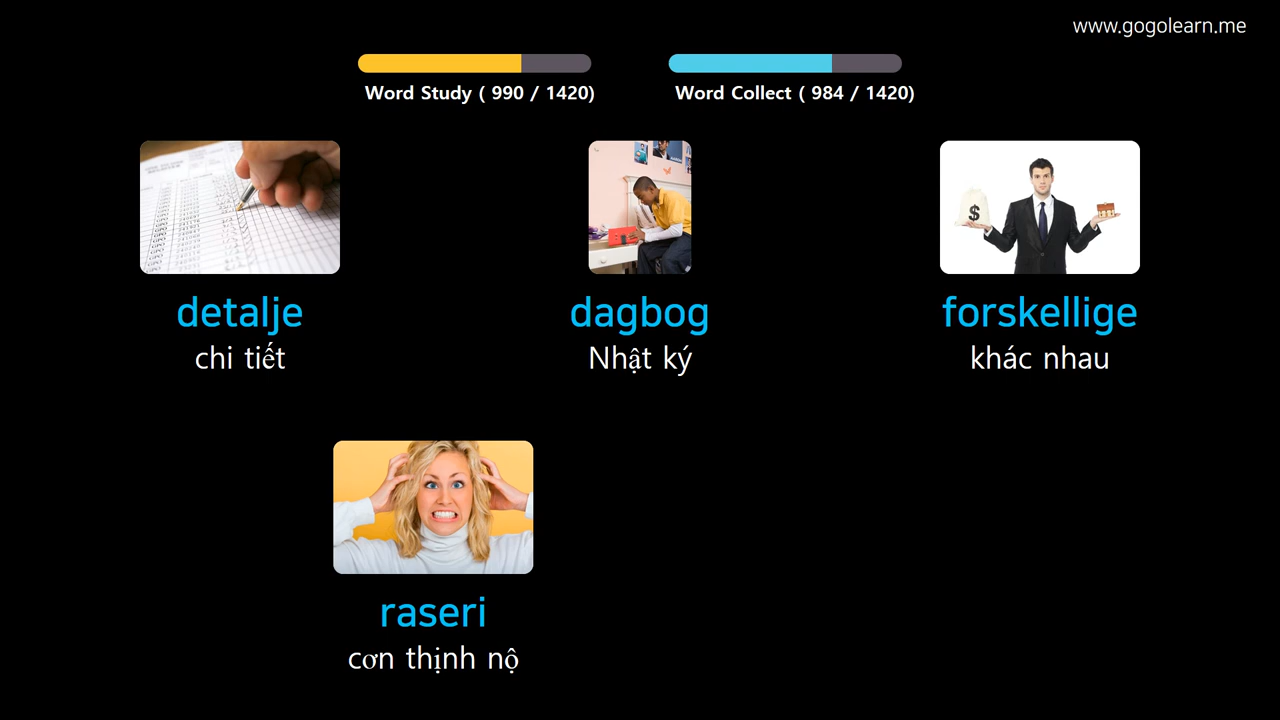 www.gogolearn.me
Word Study ( 990 / 1420)
Word Collect ( 984 / 1420)
detalje
chi tiết
dagbog
Nhật ký
forskellige
khác nhau
raseri
cơn thịnh nộ